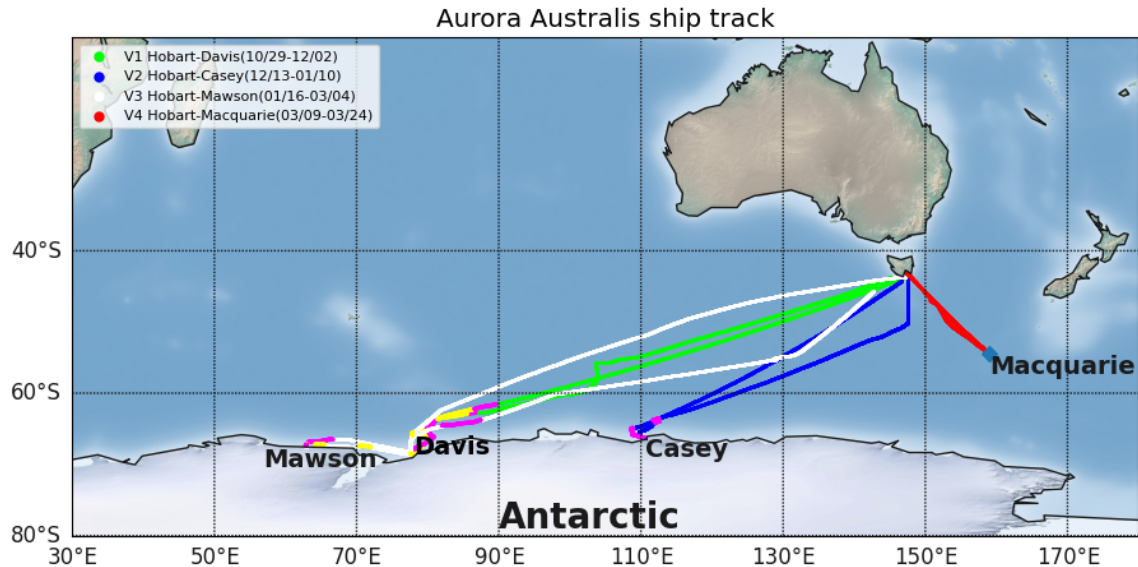 Aurora Australis ship track
V1 Hobart-Davis(10/29-12/02)
V2 Hobart-Casey(12/13-01/10)
V3 Hobart-Mawson(01/16-03/04)
V4 Hobart-Macquarie(03/09-03/24)
40°S
60°S
80°S
Macquarie
Davis
Mawson
Casey
Antarctic
30°E 50°E 70°E 90°E 110°E 130°E 150°E 170°E